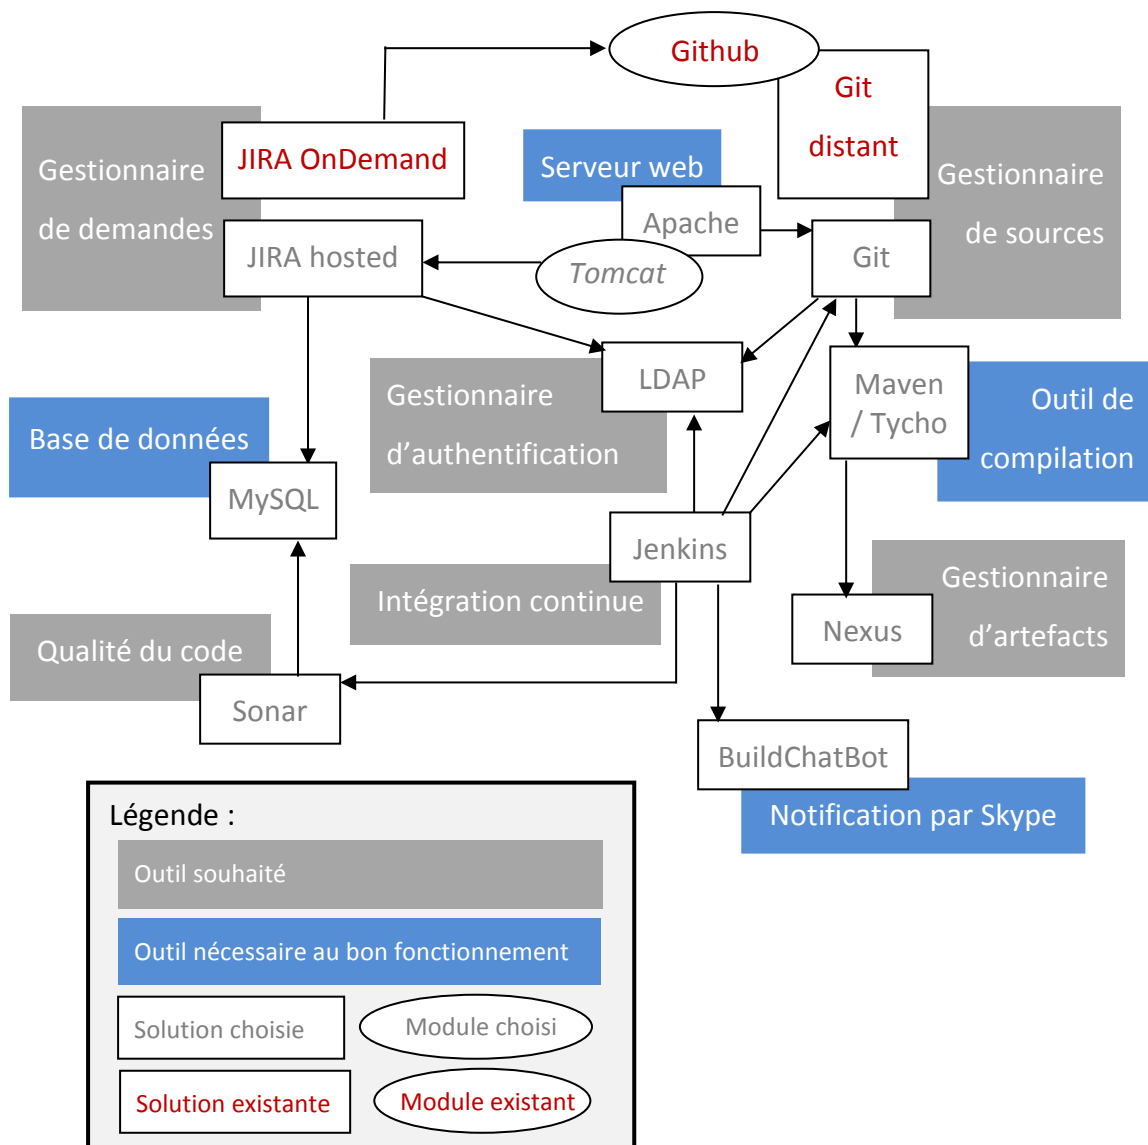 Github
Git
distant
JIRA OnDemand
Gestionnaire
de demandes
Serveur web
Gestionnaire
de sources
Apache
JIRA hosted
Tomcat
Git
LDAP
Maven
/ Tycho
Gestionnaire
d’authentification
Outil de
compilation
Base de données
MySQL
Jenkins
Intégration continue
Gestionnaire
d’artefacts
Nexus
Qualité du code
Sonar
BuildChatBot
Notification par Skype
Légende :
Outil souhaité
Outil nécessaire au bon fonctionnement
Solution choisie
Module choisi
Solution existante
Module existant